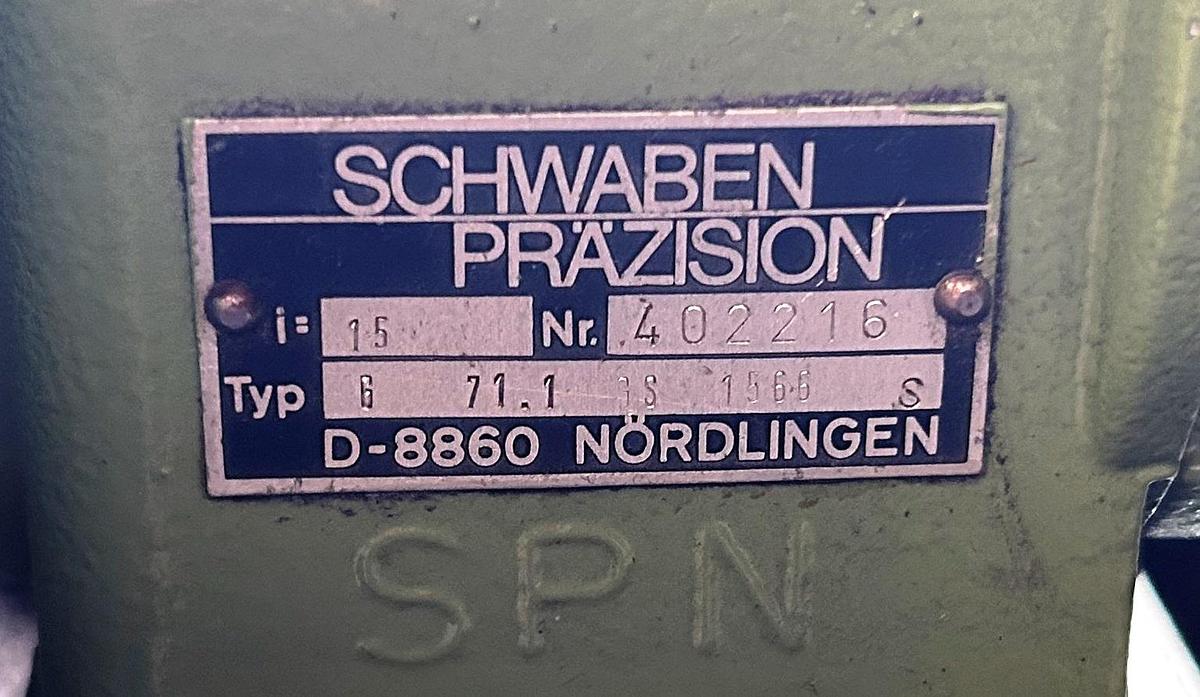 SCHWABEN
PRÄZISION
i= 15 Nr. 402216
Typ 71.1 1566 S
D-8860 NÖRDLINGEN
SPN